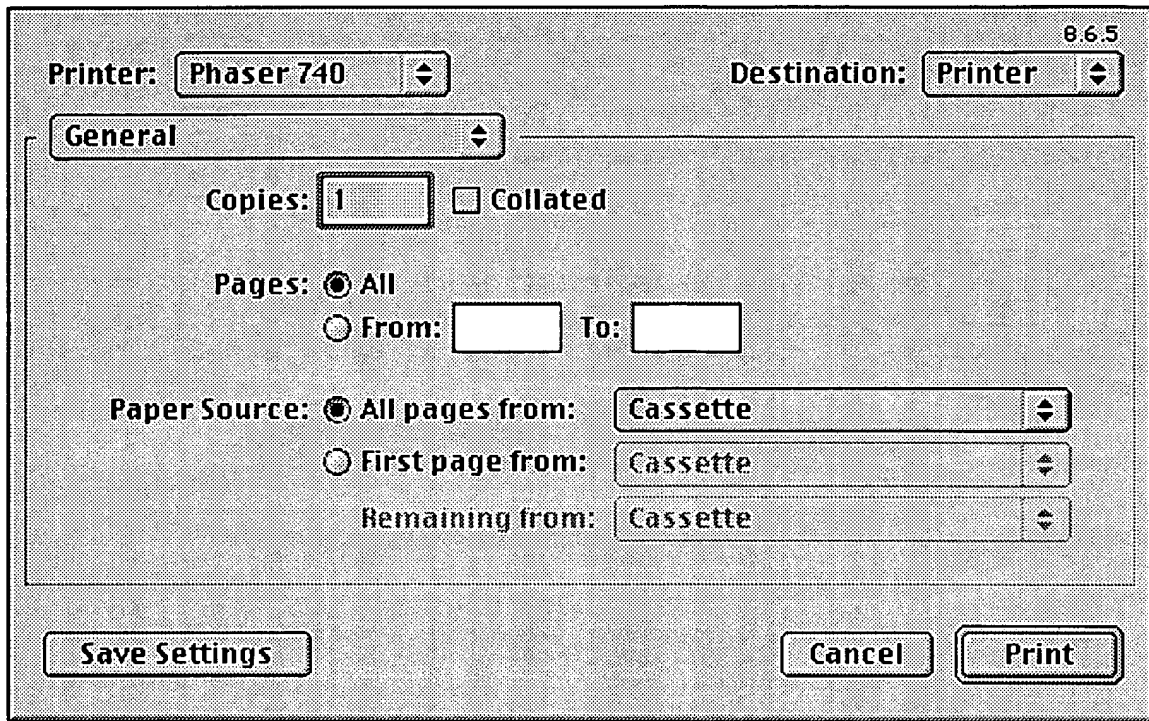 8.6.5
Printer: Phaser 740 Destination: Printer
General
Copies: 1 Collated
Pages: All
From: To:
Paper Source: All pages from: Cassette
First page from: Cassette
Remaining from: Cassette
Save Settings Cancel Print